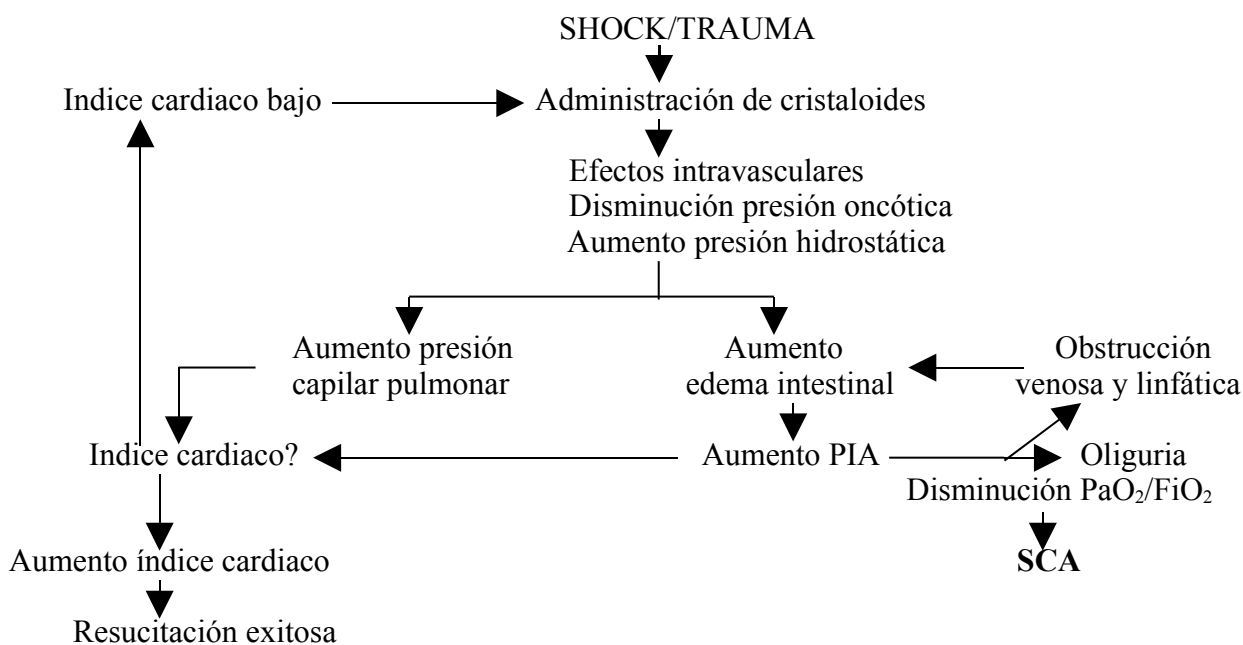 SHOCK/TRAUMA
Indice cardiaco bajo
Administración de cristaloides
Efectos intravasculares
Disminución presión oncótica
Aumento presión hidrostática
Aumento presión
capilar pulmonar
Aumento
edema intestinal
Obstrucción
venosa y linfática
Indice cardiaco?
Aumento PIA
Oliguria
Disminución PaO₂/FiO₂
Aumento índice cardiaco
SCA
Resucitación exitosa